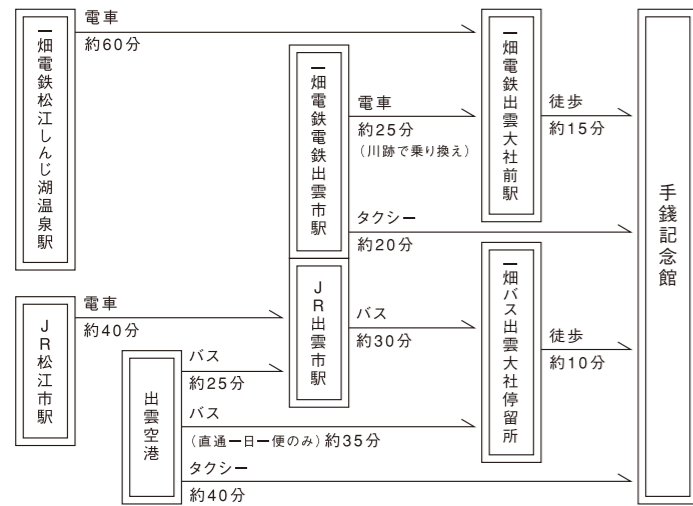 電車
約60分
一畑電鉄松江しんじ湖温泉駅
一畑電鉄電鉄出雲市駅
電車
約25分
(川跡で乗り換え)
一畑電鉄出雲大社前駅
徒歩
約15分
手錢記念館
タクシー
約20分
JR松江市駅
電車
約40分
JR出雲市駅
バス
約30分
一畑バス出雲大社停留所
徒歩
約10分
出雲空港
バス
約25分
バス
(直通一日一便のみ)約35分
タクシー
約40分